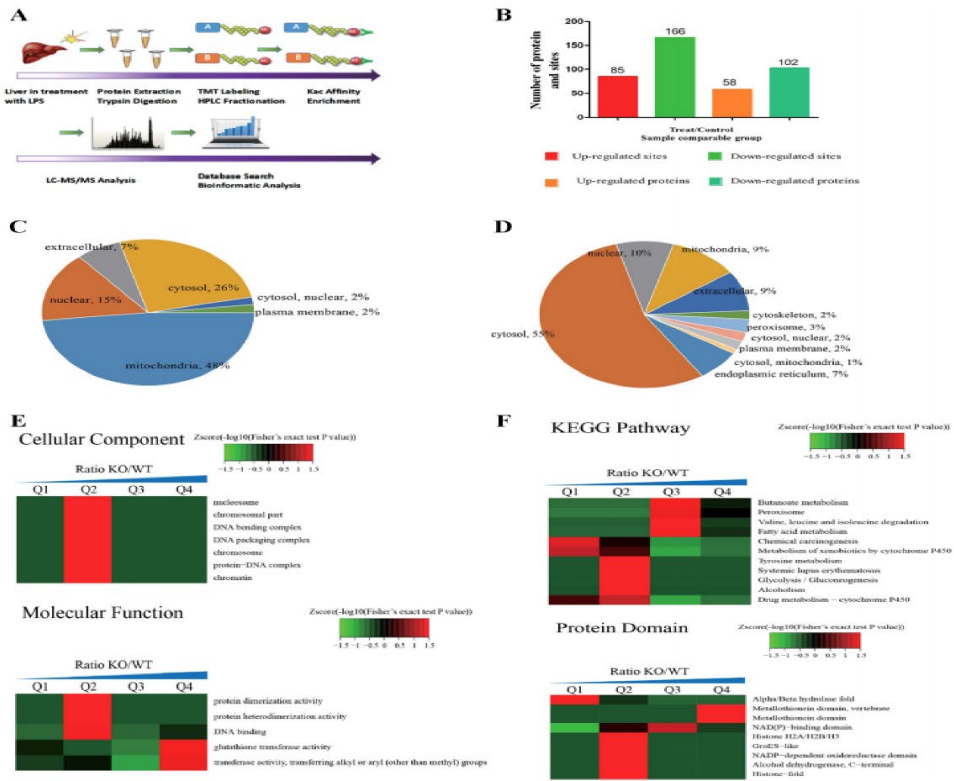 A
A
A
B
B
Liver in treatment
with LPS
Protein Extraction
Trypsin Digestion
TMT Labeling
HPLC Fractionation
Kac Affinity
Enrichment
LC-MS/MS Analysis
Database Search
Bioinformatic Analysis
B
Number of protein
and sites
200
150
100
50
0
85
166
58
102
Treat/Control
Sample comparable group
Up-regulated sites
Down-regulated sites
Up-regulated proteins
Down-regulated proteins
C
extracellular, 7%
cytosol, 26%
nuclear, 15%
cytosol, nuclear, 2%
plasma membrane, 2%
mitochondria, 48%
D
nuclear, 10%
mitochondria, 9%
extracellular, 9%
cytoskeleton, 2%
peroxisome, 3%
cytosol, 55%
cytosol, nuclear, 2%
plasma membrane, 2%
cytosol, mitochondria, 1%
endoplasmic reticulum, 7%
E
Cellular Component
Zscore(-log10(Fisher's exact test P value))
-1.5 -1 -0.5 0 0.5 1 1.5
Ratio KO/WT
Q1 Q2 Q3 Q4
nucleosome
chromosomal part
DNA bending complex
DNA packaging complex
chromosome
protein-DNA complex
chromatin
Molecular Function
Zscore(-log10(Fisher's exact test P value))
-1.5 -1 -0.5 0 0.5 1 1.5
Ratio KO/WT
Q1 Q2 Q3 Q4
protein dimerization activity
protein heterodimerization activity
DNA binding
glutathione transferase activity
transferase activity, transferring alkyl or aryl (other than methyl) groups
F
KEGG Pathway
Zscore(-log10(Fisher's exact test P value))
-1.5 -1 -0.5 0 0.5 1 1.5
Ratio KO/WT
Q1 Q2 Q3 Q4
Butanoate metabolism
Peroxisome
Valine, leucine and isoleucine degradation
Fatty acid metabolism
Chemical carcinogenesis
Metabolism of xenobiotics by cytochrome P450
Tyrosine metabolism
Systemic lupus erythematosus
Glycolysis / Gluconeogenesis
Alcoholism
Drug metabolism - cytochrome P450
Protein Domain
Zscore(-log10(Fisher's exact test P value))
-1.5 -1 -0.5 0 0.5 1 1.5
Ratio KO/WT
Q1 Q2 Q3 Q4
Alpha/Beta hydrolase fold
Metallothionein domain, vertebrate
Metallothionein domain
NAD(P)-binding domain
Histone H2A/H2B/H3
GroES-like
NADP-dependent oxidoreductase domain
Alcohol dehydrogenase, C-terminal
Histone-fold